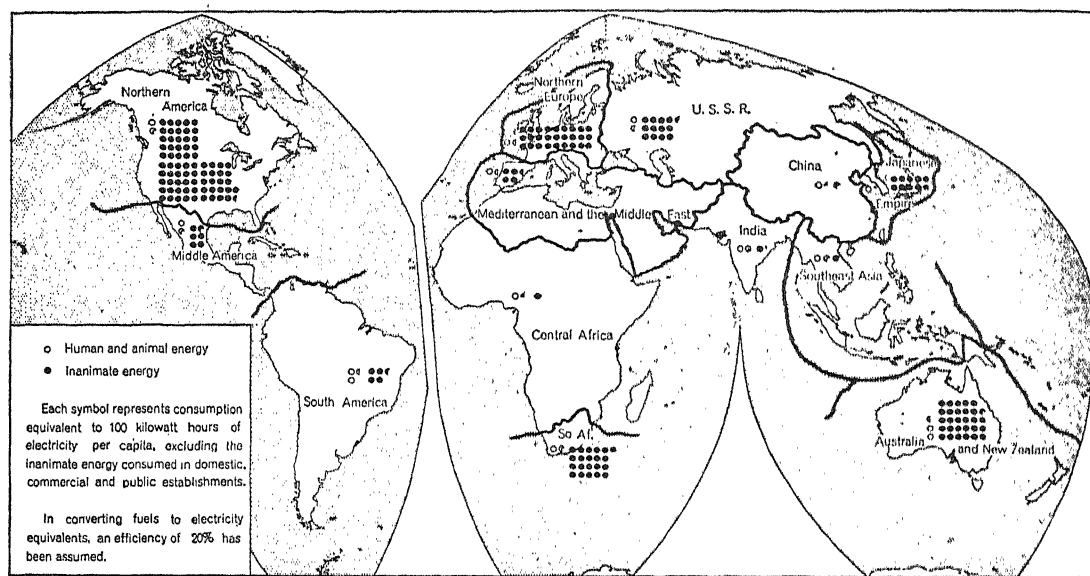 Northern
America
Middle America
South America
Northern
Europe
U. S. S. R.
China
Japanese
Empire
Mediterranean and the Middle East
India
Southeast Asia
Central Africa
So Af.
Australia and New Zealand
Human and animal energy
Inanimate energy
Each symbol represents consumption
equivalent to 100 kilowatt hours of
electricity per capita, excluding the
inanimate energy consumed in domestic,
commercial and public establishments.
In converting fuels to electricity
equivalents, an efficiency of 20% has
been assumed.